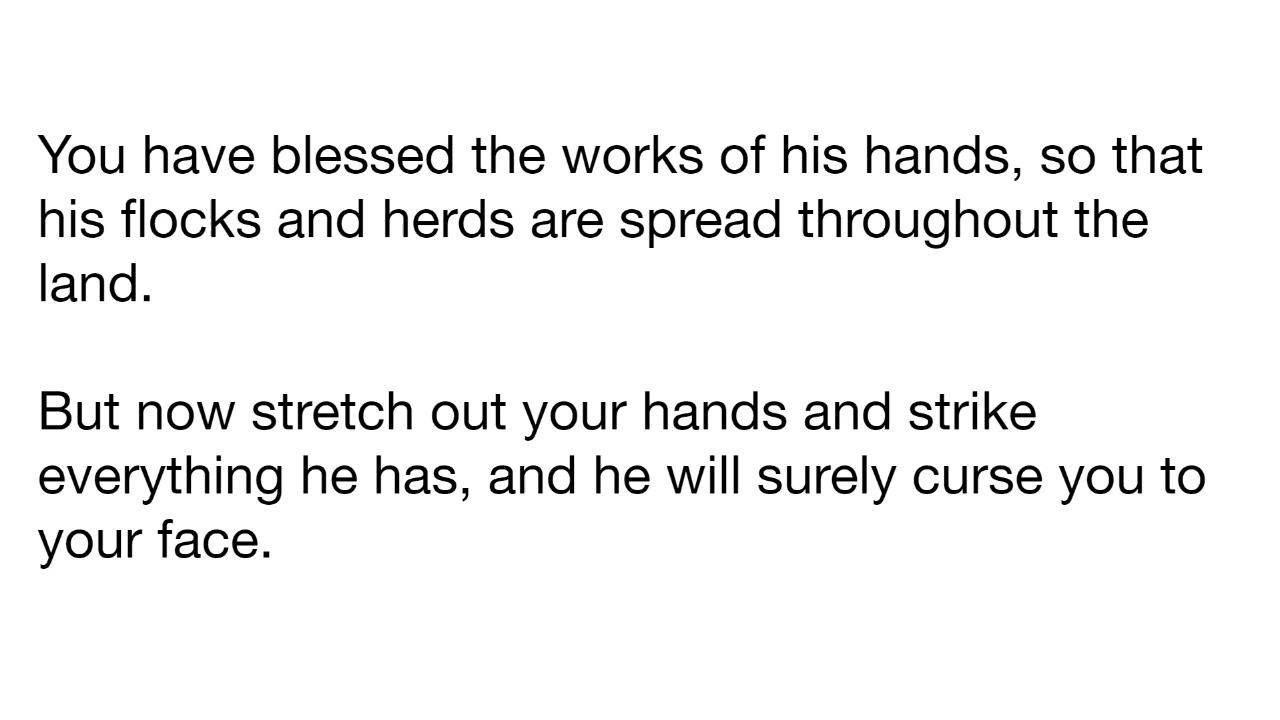 You have blessed the works of his hands, so that
his flocks and herds are spread throughout the
land.
But now stretch out your hands and strike
everything he has, and he will surely curse you to
your face.